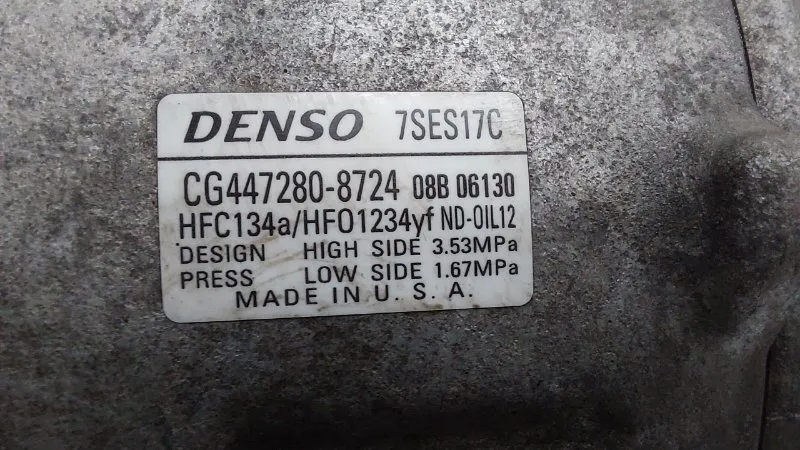 DENSO 7SES17C
CG447280-8724 08B 06130
HFC134a/HFO1234yf ND-OIL12
DESIGN HIGH SIDE 3.53MPa
PRESS LOW SIDE 1.67MPa
MADE IN U. S. A.